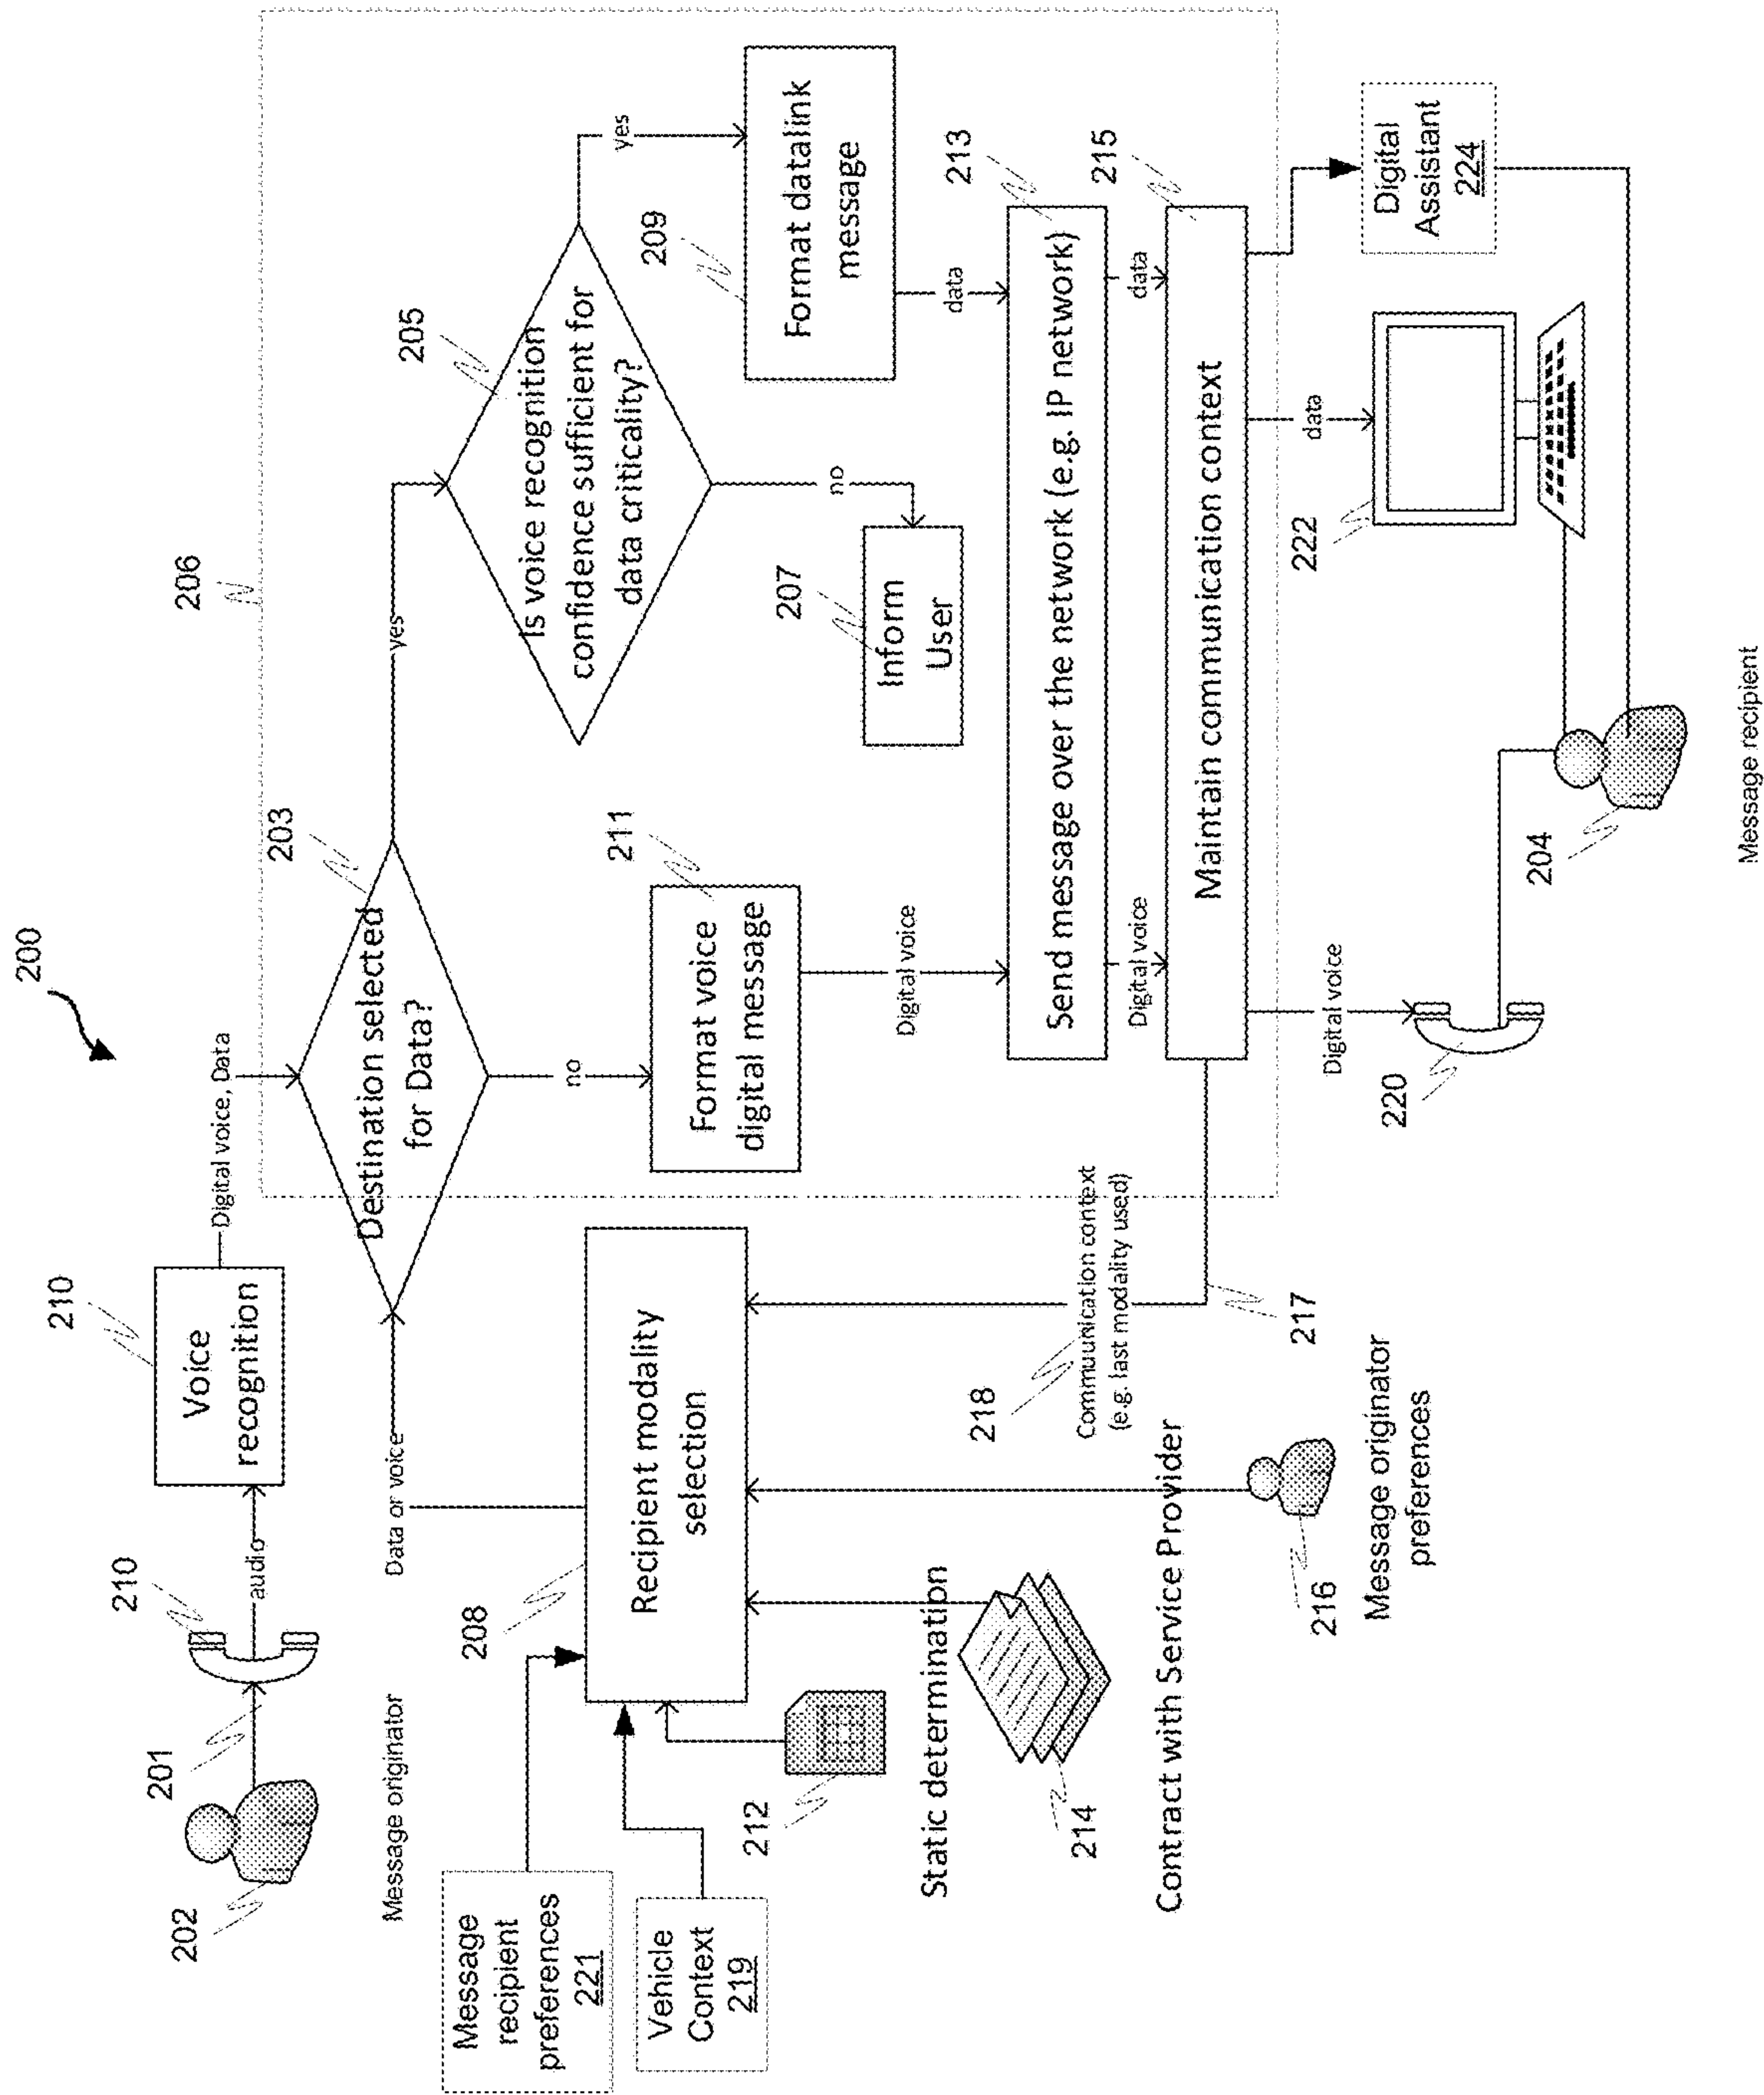 200
202
201
210
audio
Message originator
Voice
recognition
210
Digital voice, Data
206
Destination selected
for Data?
203
yes
no
Is voice recognition
confidence sufficient for
data criticality?
205
yes
no
Format datalink
message
209
Inform
User
207
Format voice
digital message
211
Digital voice
data
Send message over the network (e.g. IP network)
213
Digital voice
data
Maintain communication context
215
Data or voice
Recipient modality
selection
208
Message
recipient
preferences
221
Vehicle
Context
219
212
Static determination
214
Contract with Service Provider
216
Message originator
preferences
218
Communication context
(e.g. last modality used)
217
Digital voice
220
data
222
Digital
Assistant
224
204
Message recipient